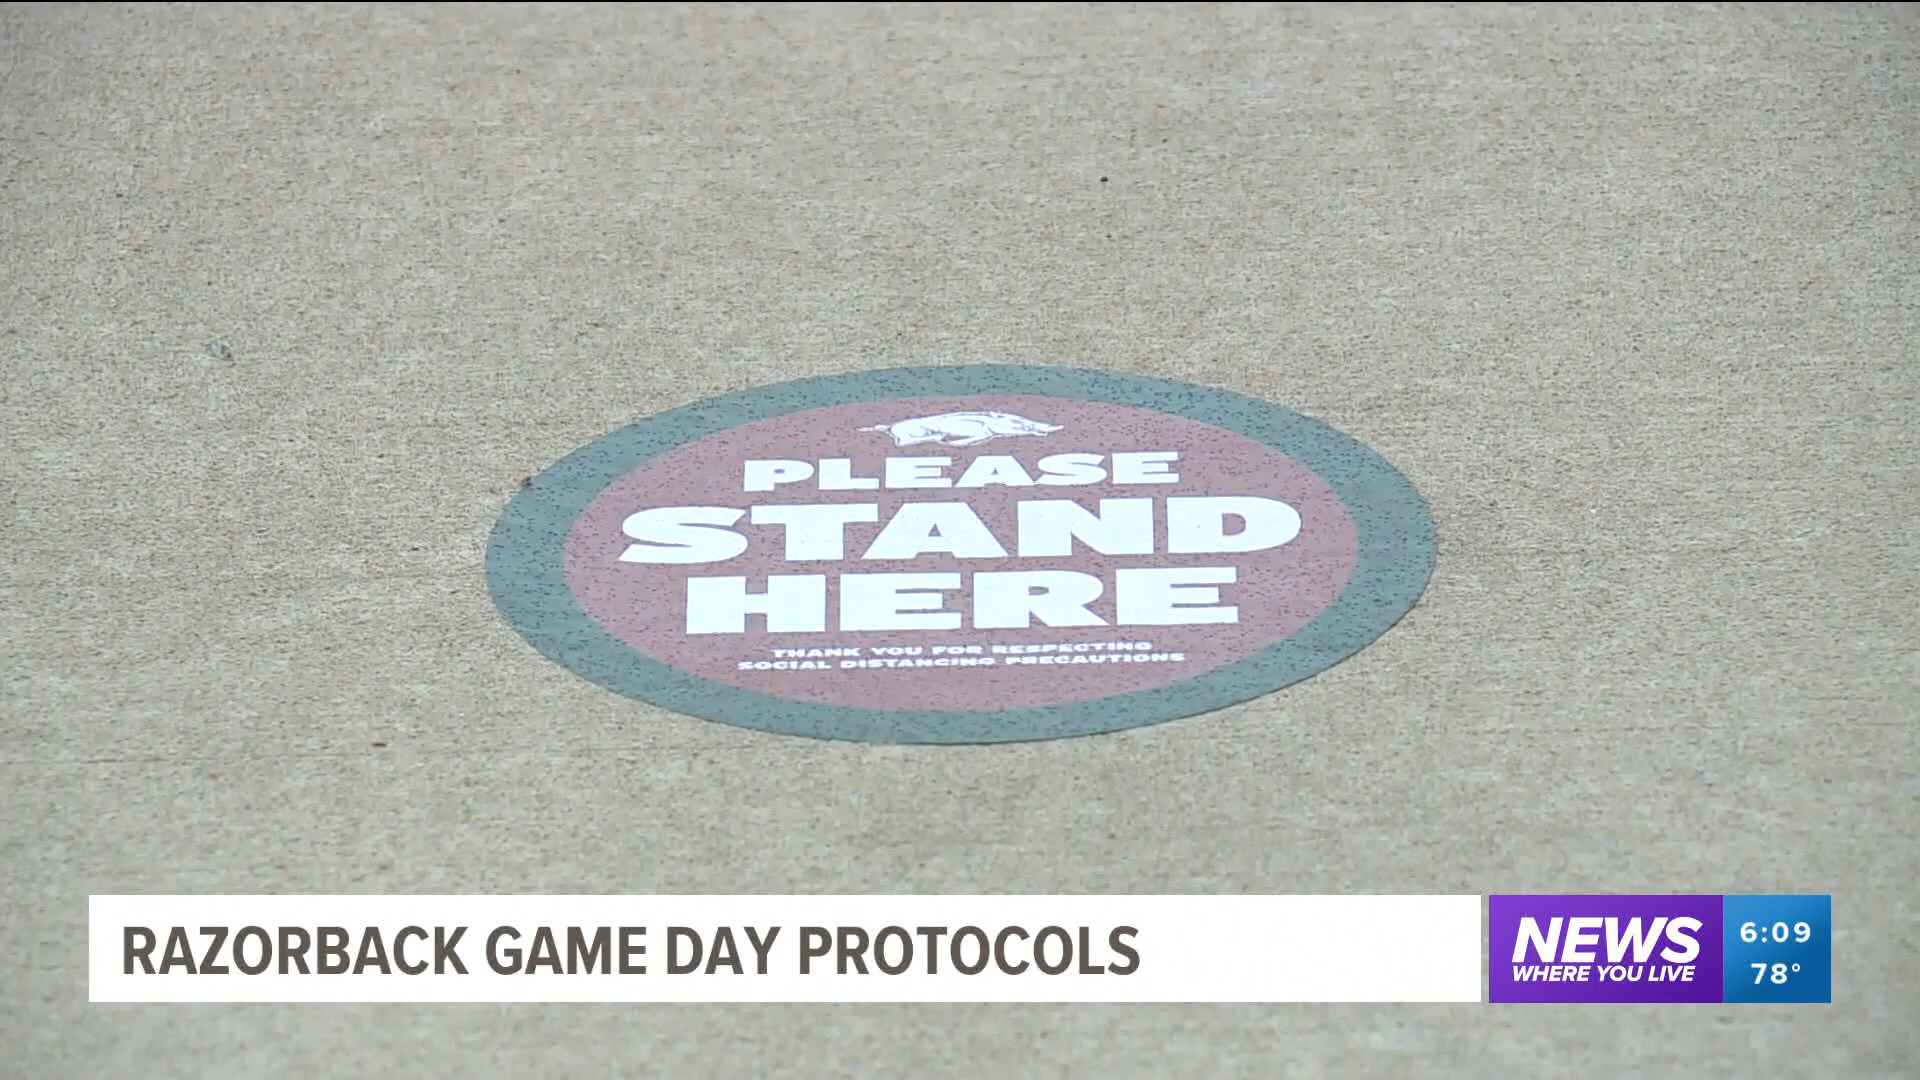 PLEASE
STAND
HERE
THANK YOU FOR RESPECTING
SOCIAL DISTANCING PRECAUTIONS
RAZORBACK GAME DAY PROTOCOLS
NEWS
WHERE YOU LIVE
6:09
78°